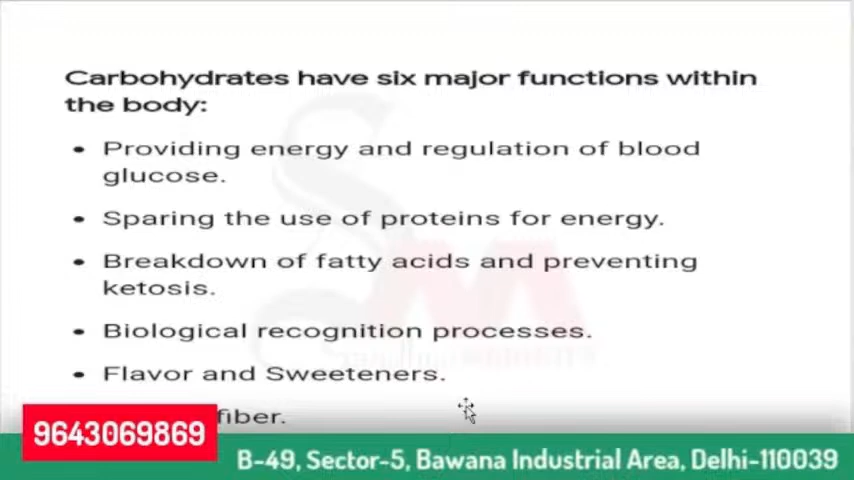 Carbohydrates have six major functions within
the body:
• Providing energy and regulation of blood
glucose.
• Sparing the use of proteins for energy.
• Breakdown of fatty acids and preventing
ketosis.
• Biological recognition processes.
• Flavor and Sweeteners.
fiber.
9643069869
B-49, Sector-5, Bawana Industrial Area, Delhi-110039